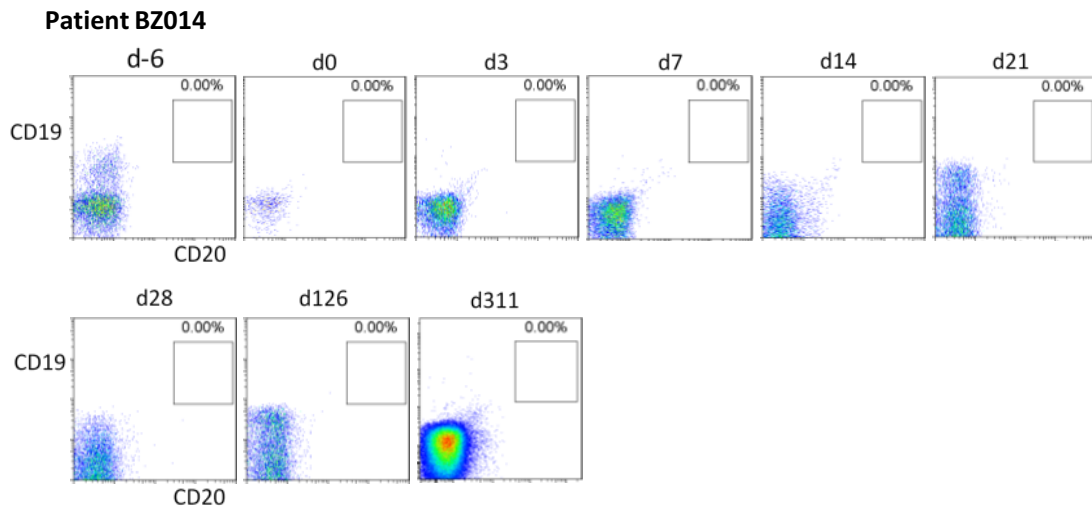 Patient BZ014
d-6 d0 d3 d7 d14 d21
0.00% 0.00% 0.00% 0.00% 0.00% 0.00%
CD19
CD20
d28 d126 d311
0.00% 0.00% 0.00%
CD19
CD20